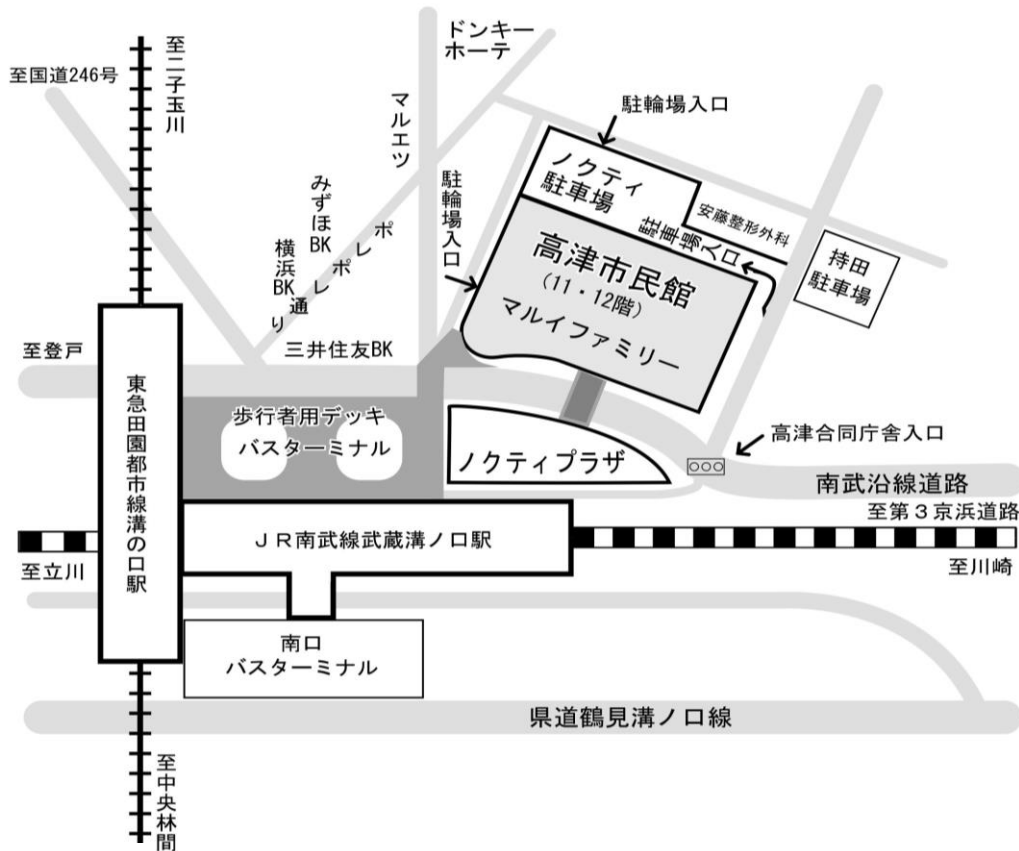 ドンキー
ホーテ
至国道246号
至二子玉川
マルエツ
駐輪場入口
駐輪場入口
ノクティ
駐車場
安藤整形外科
駐車場入口
持田
駐車場
みずほBK
横浜BK
ポレポレ通り
高津市民館
（11・12階）
マルイファミリー
至登戸
三井住友BK
歩行者用デッキ
バスターミナル
ノクティプラザ
高津合同庁舎入口
南武沿線道路
至第３京浜道路
東急田園都市線溝の口駅
ＪＲ南武線武蔵溝ノ口駅
至立川
至川崎
南口
バスターミナル
県道鶴見溝ノ口線
至中央林間